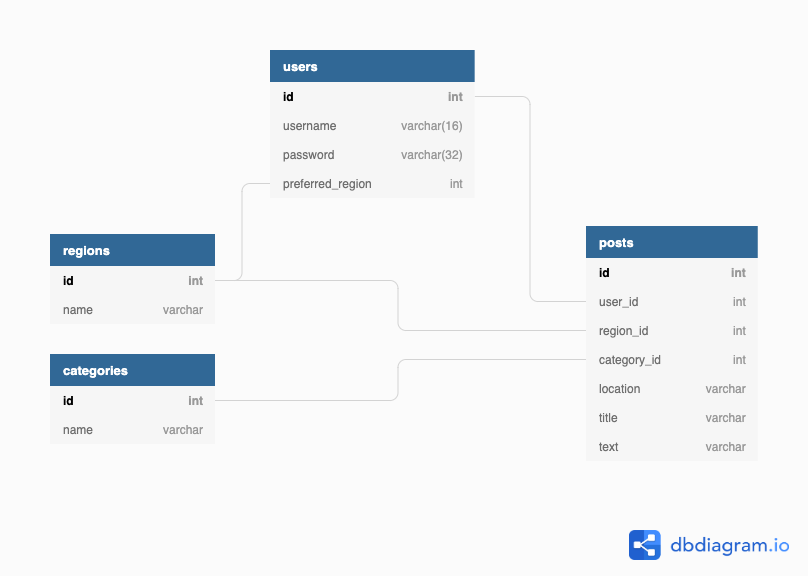 users
id int
username varchar(16)
password varchar(32)
preferred_region int
regions
id int
name varchar
categories
id int
name varchar
posts
id int
user_id int
region_id int
category_id int
location varchar
title varchar
text varchar
dbdiagram.io